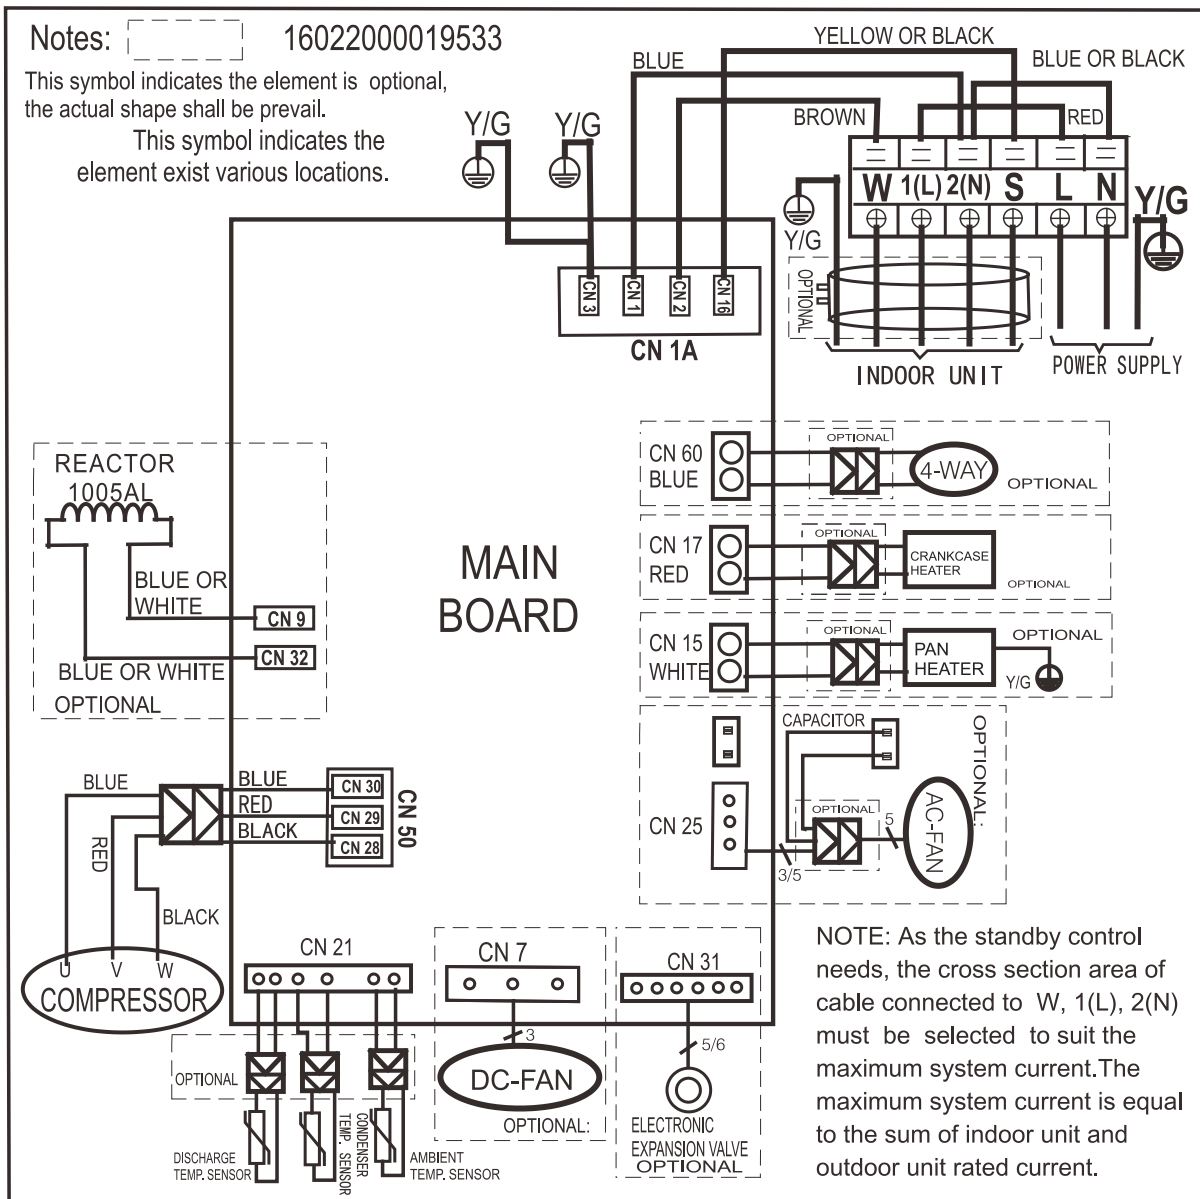 Notes: 16022000019533
This symbol indicates the element is optional,
the actual shape shall be prevail.
This symbol indicates the
element exist various locations.
YELLOW OR BLACK
BLUE
BLUE OR BLACK
BROWN
RED
Y/G
Y/G
W 1(L) 2(N) S L N
Y/G
Y/G
OPTIONAL
INDOOR UNIT
POWER SUPPLY
CN 3
CN 1
CN 2
CN 16
CN 1A
REACTOR
1005AL
BLUE OR
WHITE
CN 9
CN 32
BLUE OR WHITE
OPTIONAL
MAIN
BOARD
CN 60
BLUE
OPTIONAL
4-WAY
OPTIONAL
CN 17
RED
OPTIONAL
CRANKCASE
HEATER
OPTIONAL
CN 15
WHITE
OPTIONAL
PAN
HEATER
OPTIONAL
Y/G
CAPACITOR
OPTIONAL:
CN 25
OPTIONAL
3/5
5
AC-FAN
BLUE
RED
BLACK
BLUE
RED
BLACK
CN 30
CN 29
CN 28
CN 50
U V W
COMPRESSOR
CN 21
OPTIONAL
DISCHARGE
TEMP. SENSOR
CONDENSER
TEMP. SENSOR
AMBIENT
TEMP. SENSOR
CN 7
3
DC-FAN
OPTIONAL:
CN 31
5/6
ELECTRONIC
EXPANSION VALVE
OPTIONAL
NOTE: As the standby control
needs, the cross section area of
cable connected to W, 1(L), 2(N)
must be selected to suit the
maximum system current.The
maximum system current is equal
to the sum of indoor unit and
outdoor unit rated current.